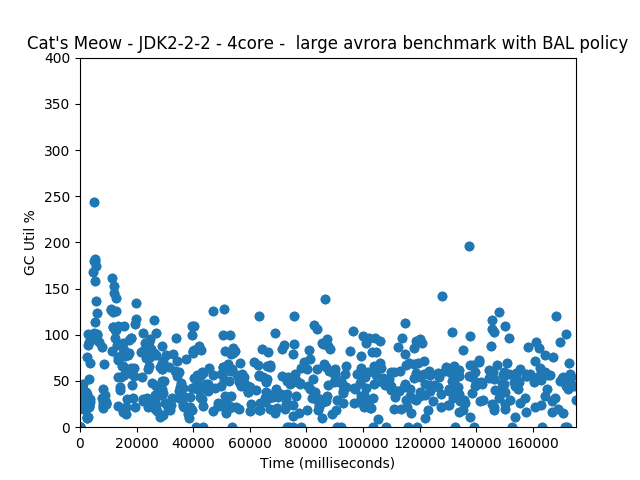 Cat's Meow - JDK2-2-2 - 4core -  large avrora benchmark with BAL policy
400
350
300
250
200
150
100
50
0
GC Util %
0 20000 40000 60000 80000 100000 120000 140000 160000
Time (milliseconds)